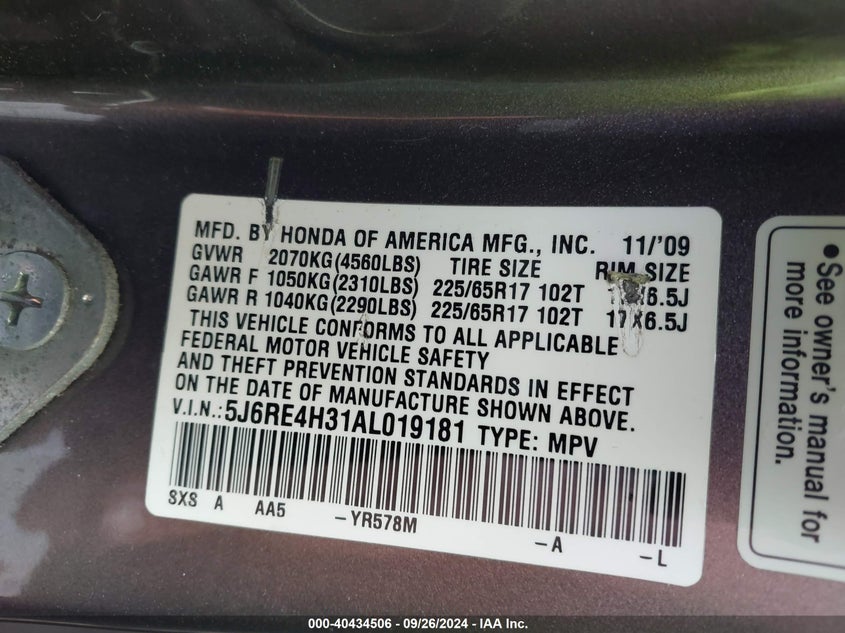 MFD. BY HONDA OF AMERICA MFG., INC. 11/'09
GVWR 2070KG(4560LBS) TIRE SIZE RIM SIZE
GAWR F 1050KG(2310LBS) 225/65R17 102T X6.5J
GAWR R 1040KG(2290LBS) 225/65R17 102T 17X6.5J
THIS VEHICLE CONFORMS TO ALL APPLICABLE
FEDERAL MOTOR VEHICLE SAFETY
AND THEFT PREVENTION STANDARDS IN EFFECT
ON THE DATE OF MANUFACTURE SHOWN ABOVE.
V.I.N.: 5J6RE4H31AL019181 TYPE: MPV
SXS A AA5 -YR578M -A -L
•See owner's manual for
more information.
000-40434506 - 09/26/2024 - IAA Inc.